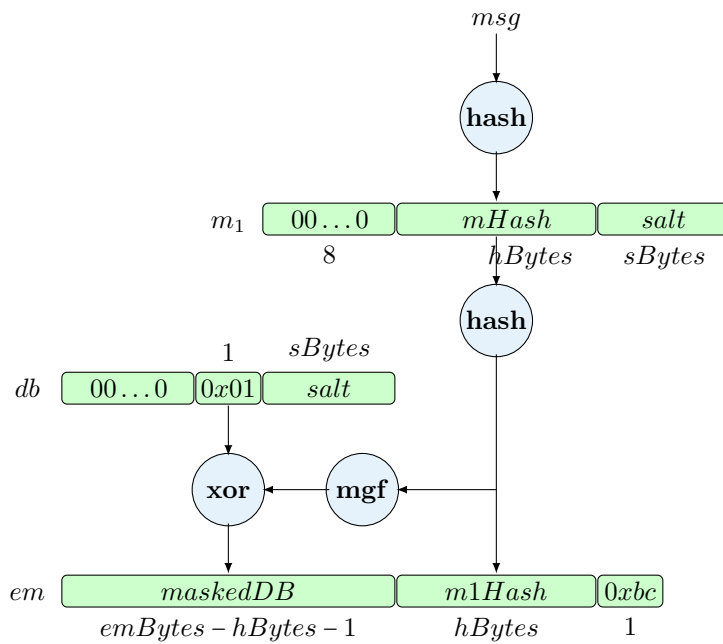 msg
hash
m₁ 00...0 mHash salt
8 hBytes sBytes
hash
1 sBytes
db 00...0 0x01 salt
xor mgf
em maskedDB m1Hash 0xbc
emBytes - hBytes - 1 hBytes 1